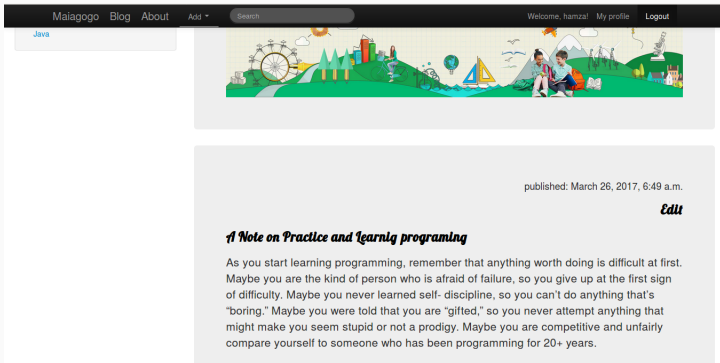 Maiagogo Blog About Add Search Welcome, hamza! My profile Logout
Java
published: March 26, 2017, 6:49 a.m.
Edit
A Note on Practice and Learnig programing
As you start learning programming, remember that anything worth doing is difficult at first.
Maybe you are the kind of person who is afraid of failure, so you give up at the first sign
of difficulty. Maybe you never learned self- discipline, so you can't do anything that's
“boring.” Maybe you were told that you are “gifted,” so you never attempt anything that
might make you seem stupid or not a prodigy. Maybe you are competitive and unfairly
compare yourself to someone who has been programming for 20+ years.